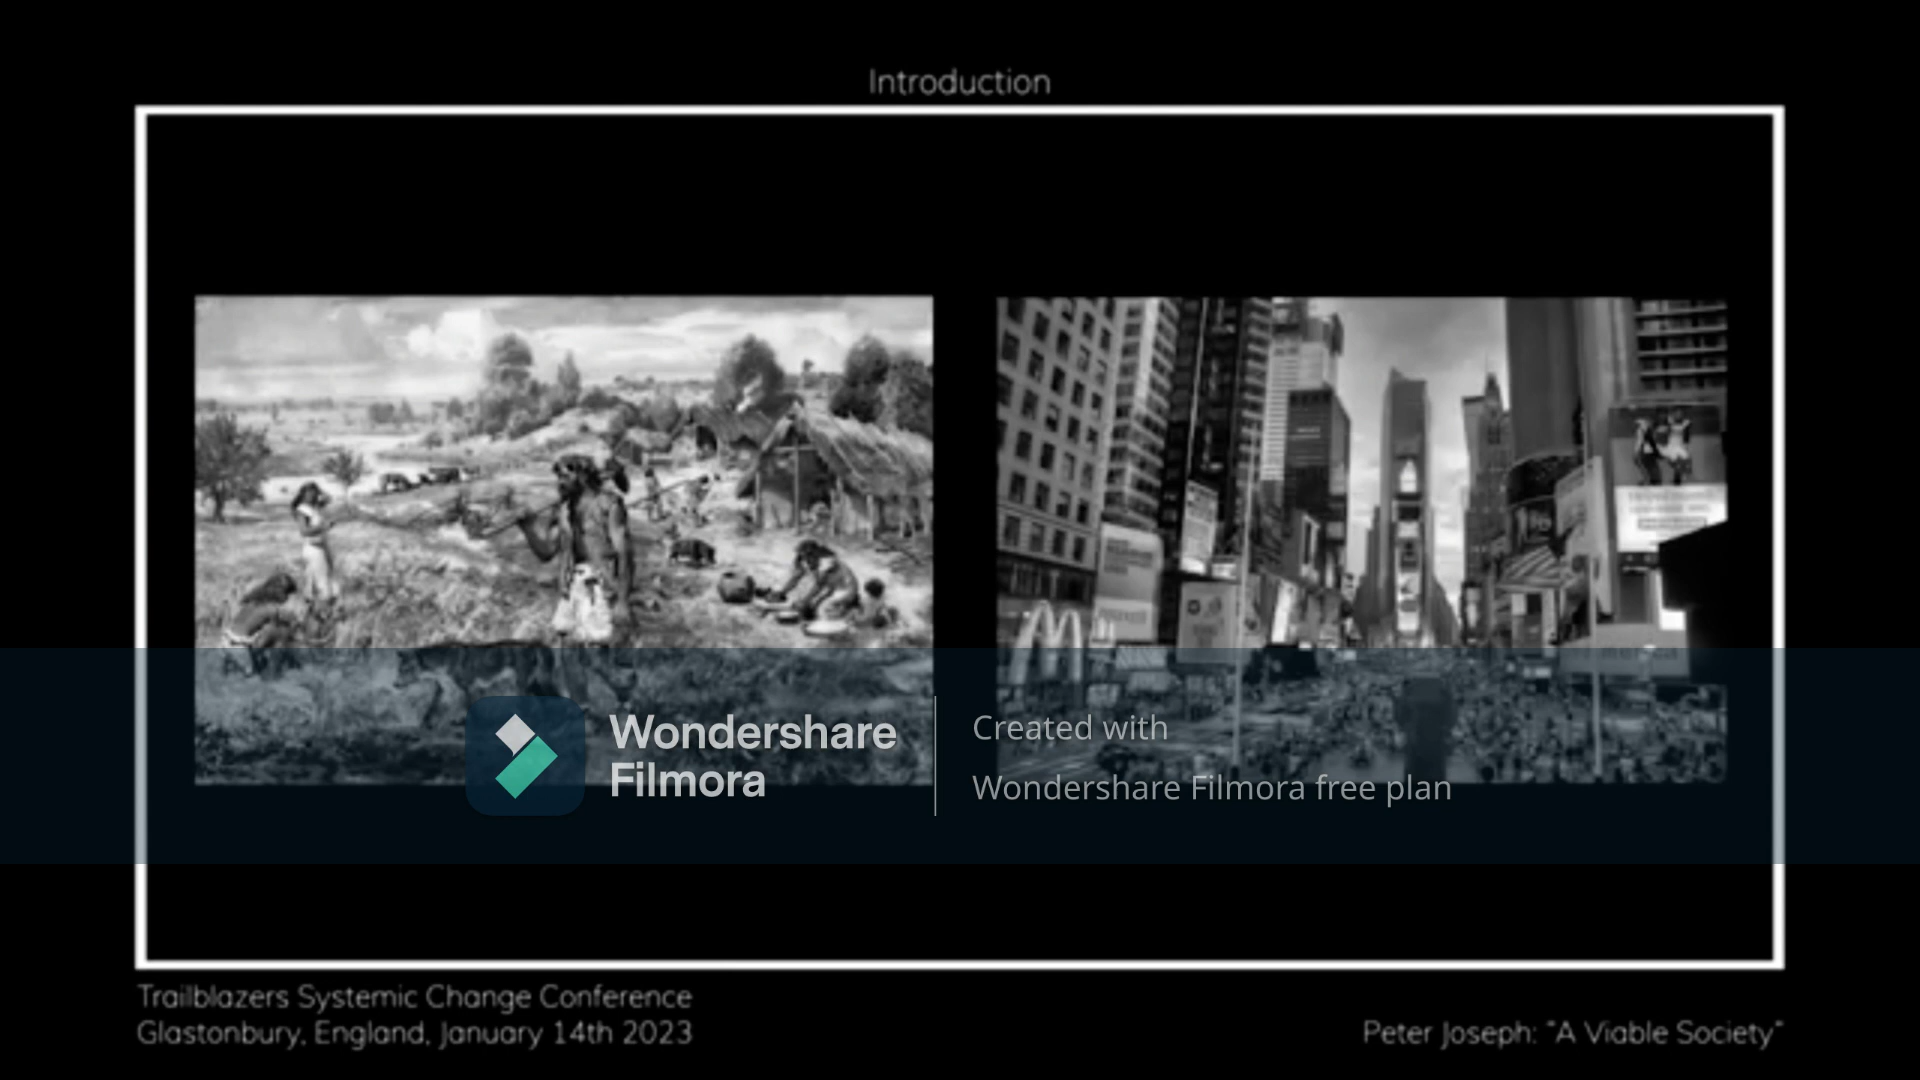 Introduction
Wondershare
Filmora
Created with
Wondershare Filmora free plan
Trailblazers Systemic Change Conference
Glastonbury, England, January 14th 2023
Peter Joseph: "A Viable Society"